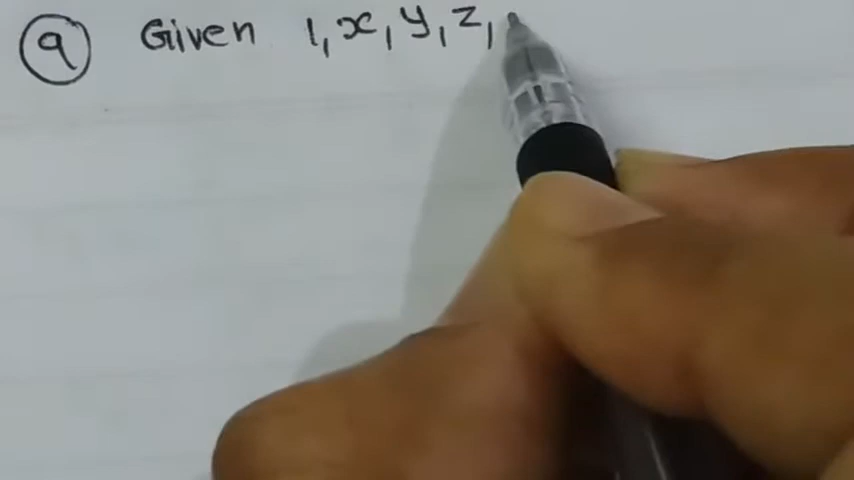 9 Given 1, x, y, z,